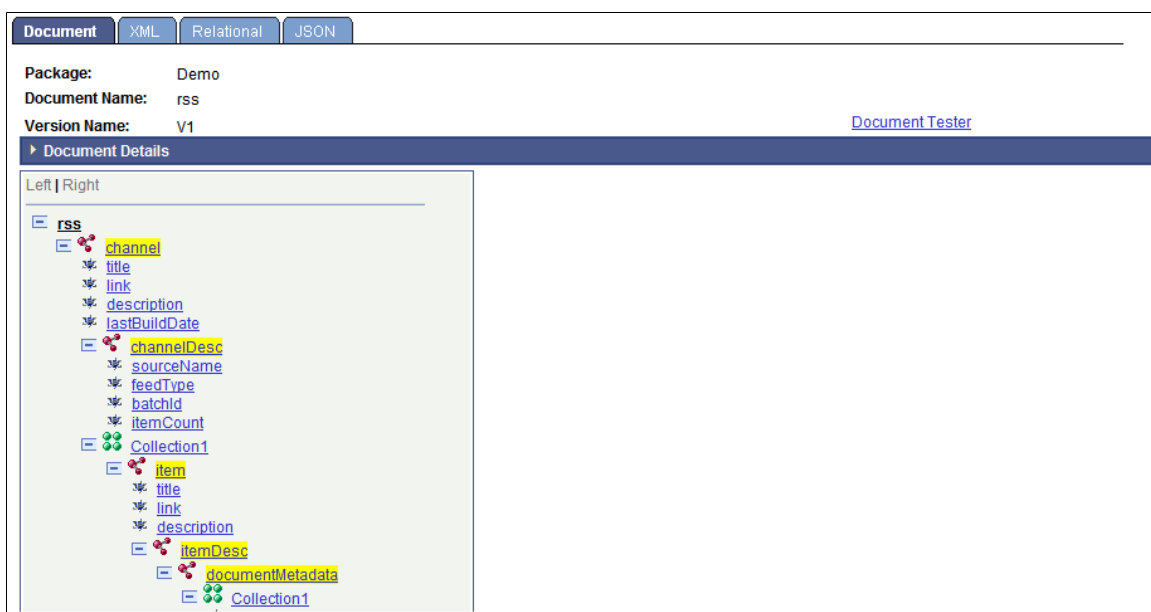 Document XML Relational JSON
Package: Demo
Document Name: rss
Version Name: V1 Document Tester
Document Details
Left | Right
rss
channel
title
link
description
lastBuildDate
channelDesc
sourceName
feedType
batchId
itemCount
Collection1
item
title
link
description
itemDesc
documentMetadata
Collection1